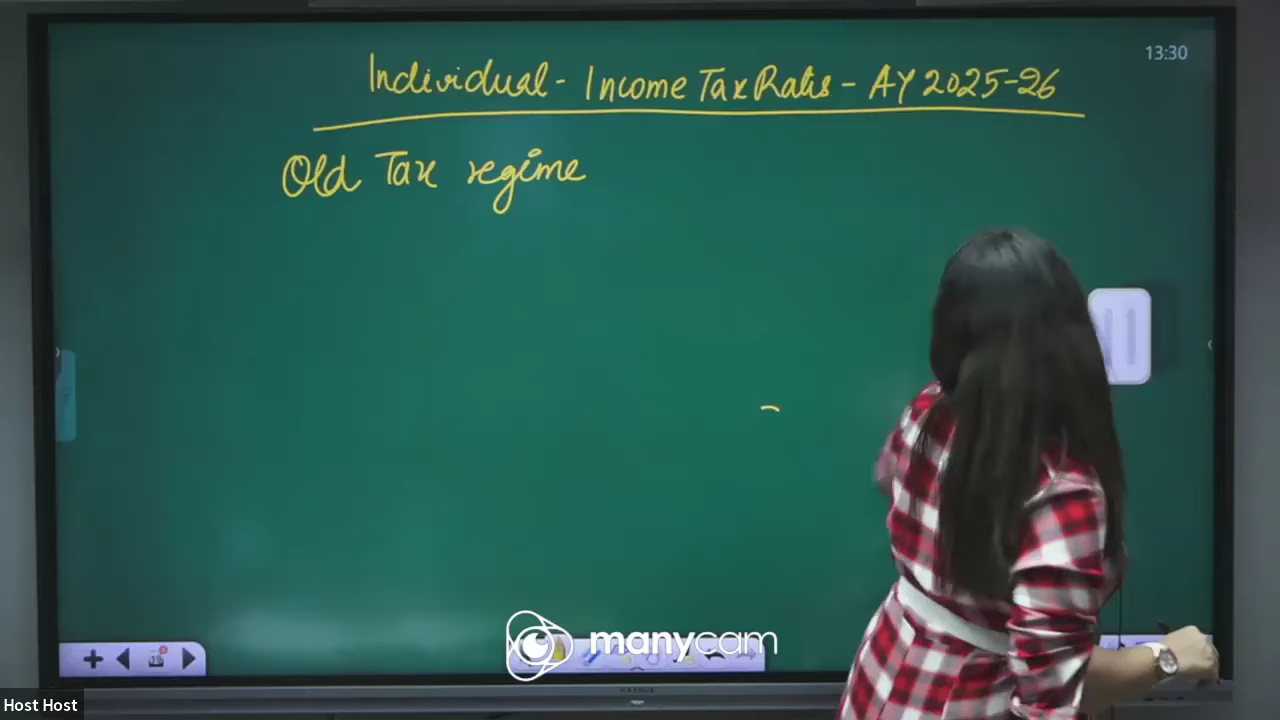 13:30
Individual - Income Tax Rates - AY 2025-26
Old Tax regime
manycam
Host Host